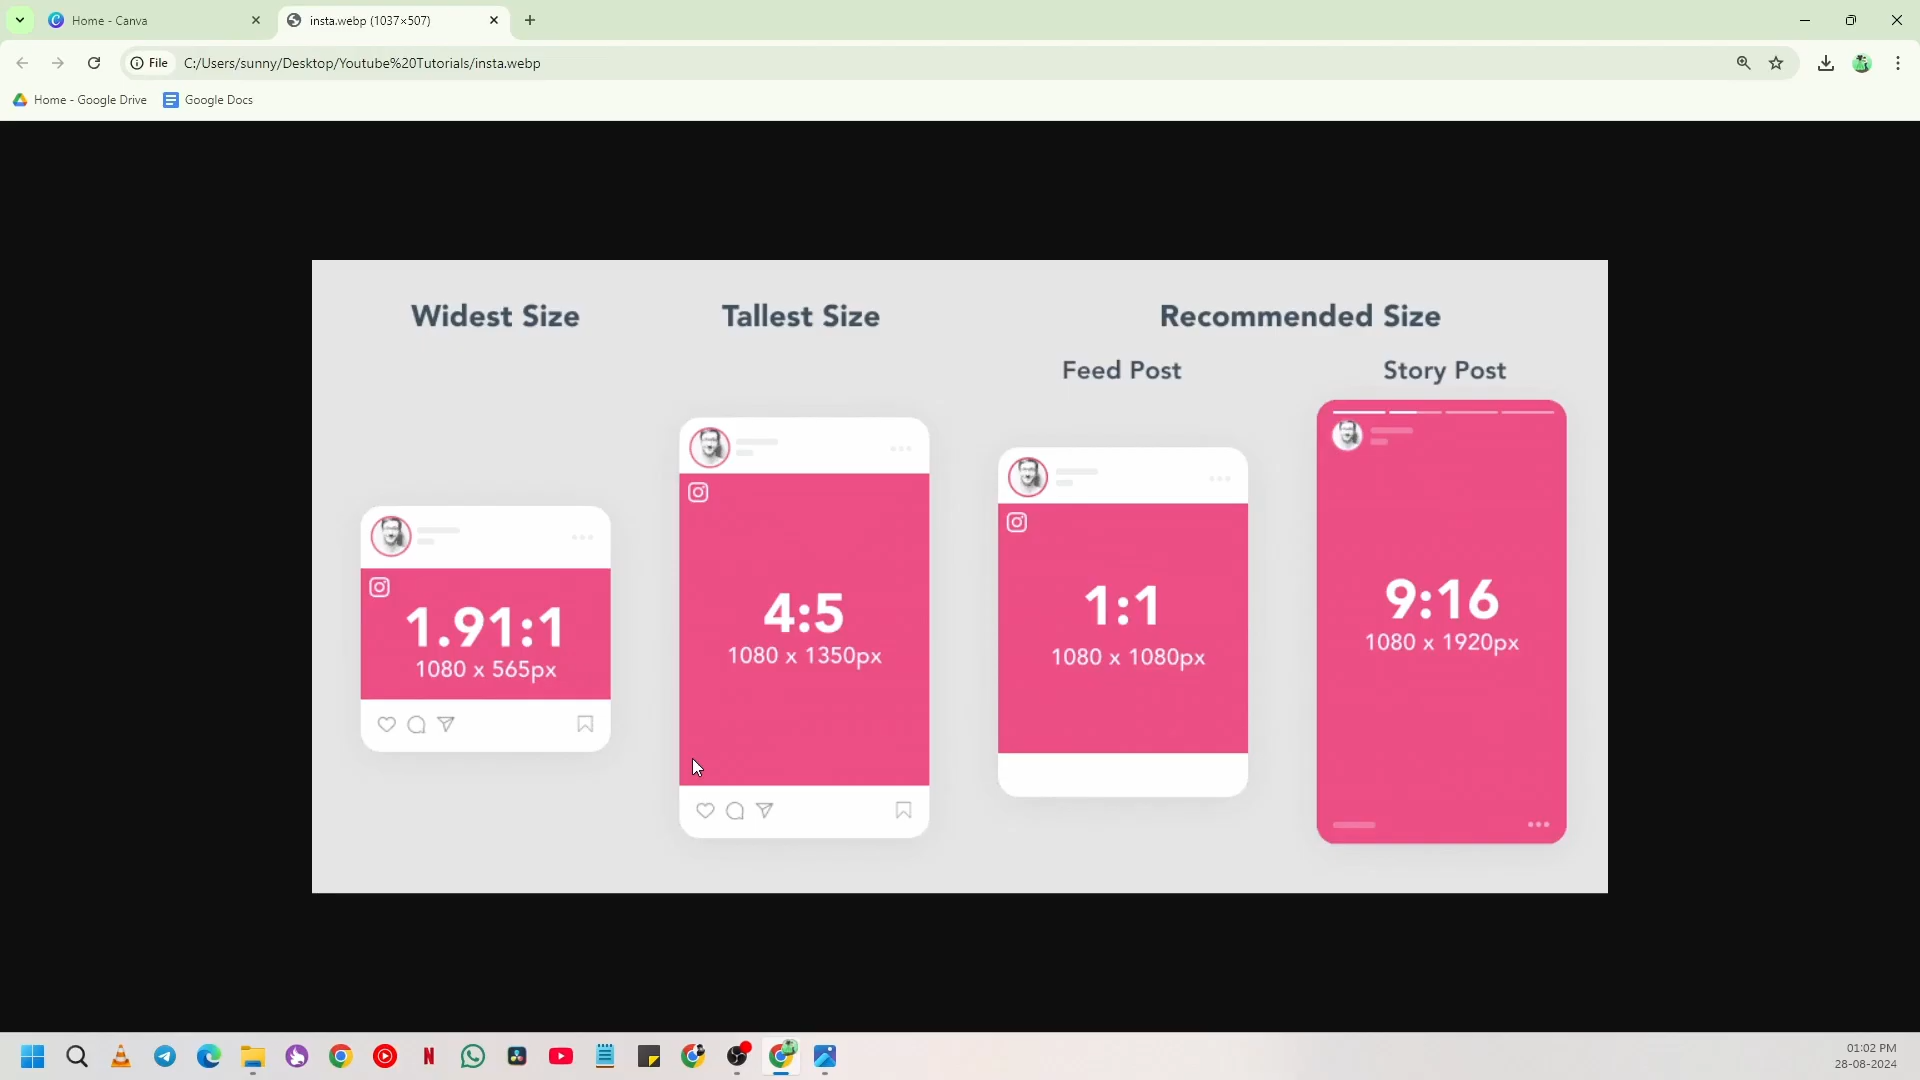 Home - Canva
insta.webp (1037×507)
File
C:/Users/sunny/Desktop/Youtube%20Tutorials/insta.webp
Home - Google Drive
Google Docs
Widest Size
Tallest Size
Recommended Size
Feed Post
Story Post
1.91:1
1080 x 565px
4:5
1080 x 1350px
1:1
1080 x 1080px
9:16
1080 x 1920px
01:02 PM
28-08-2024